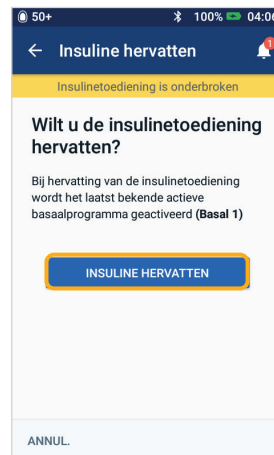 50+ 100% 04:06
Insuline hervatten 1
Insulinetoediening is onderbroken
Wilt u de insulinetoediening
hervatten?
Bij hervatting van de insulinetoediening
wordt het laatst bekende actieve
basaalprogramma geactiveerd (Basal 1)
INSULINE HERVATTEN
ANNUL.